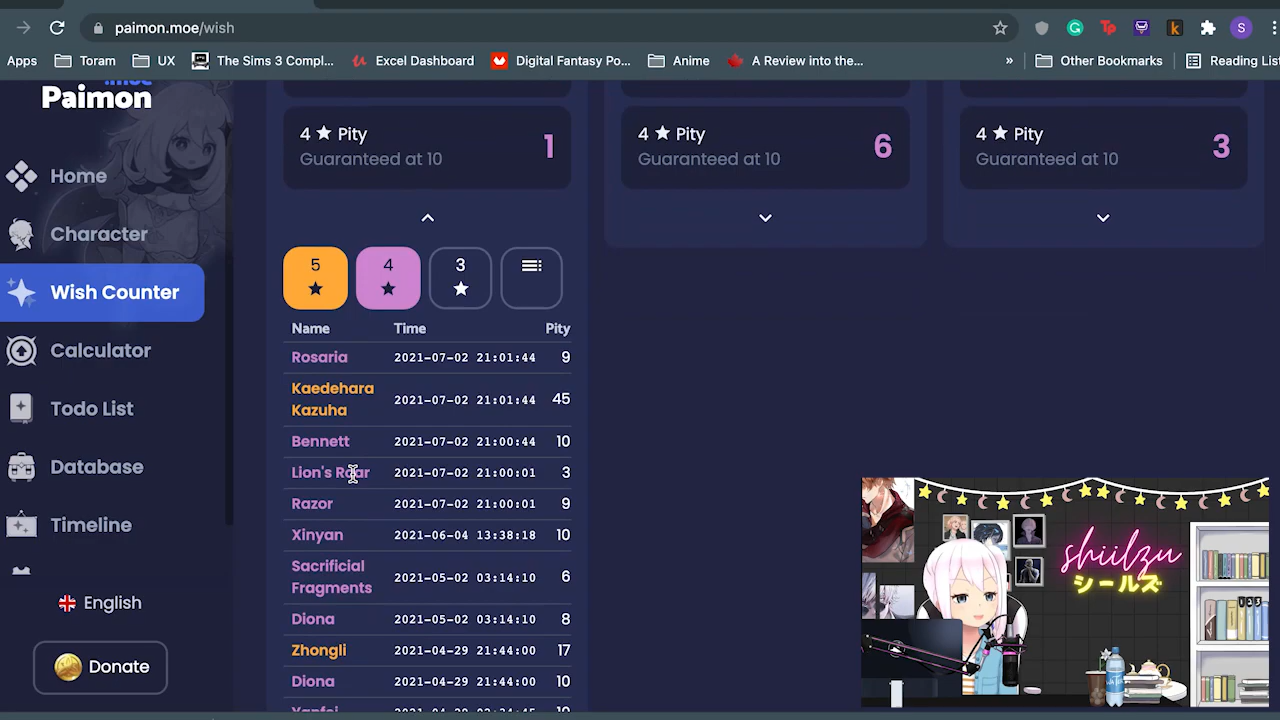 paimon.moe/wish
S
Apps Toram UX The Sims 3 Compl... Excel Dashboard Digital Fantasy Po... Anime A Review into the... » Other Bookmarks Reading List
.moe
Paimon
Home
Character
Wish Counter
Calculator
Todo List
Database
Timeline
English
Donate
4 ★ Pity 1
Guaranteed at 10
4 ★ Pity 6
Guaranteed at 10
4 ★ Pity 3
Guaranteed at 10
5 4 3
★ ★ ★
Name Time Pity
Rosaria 2021-07-02 21:01:44 9
Kaedehara
Kazuha 2021-07-02 21:01:44 45
Bennett 2021-07-02 21:00:44 10
Lion's Roar 2021-07-02 21:00:01 3
Razor 2021-07-02 21:00:01 9
Xinyan 2021-06-04 13:38:18 10
Sacrificial
Fragments 2021-05-02 03:14:10 6
Diona 2021-05-02 03:14:10 8
Zhongli 2021-04-29 21:44:00 17
Diona 2021-04-29 21:44:00 10
shiilzu
シールズ